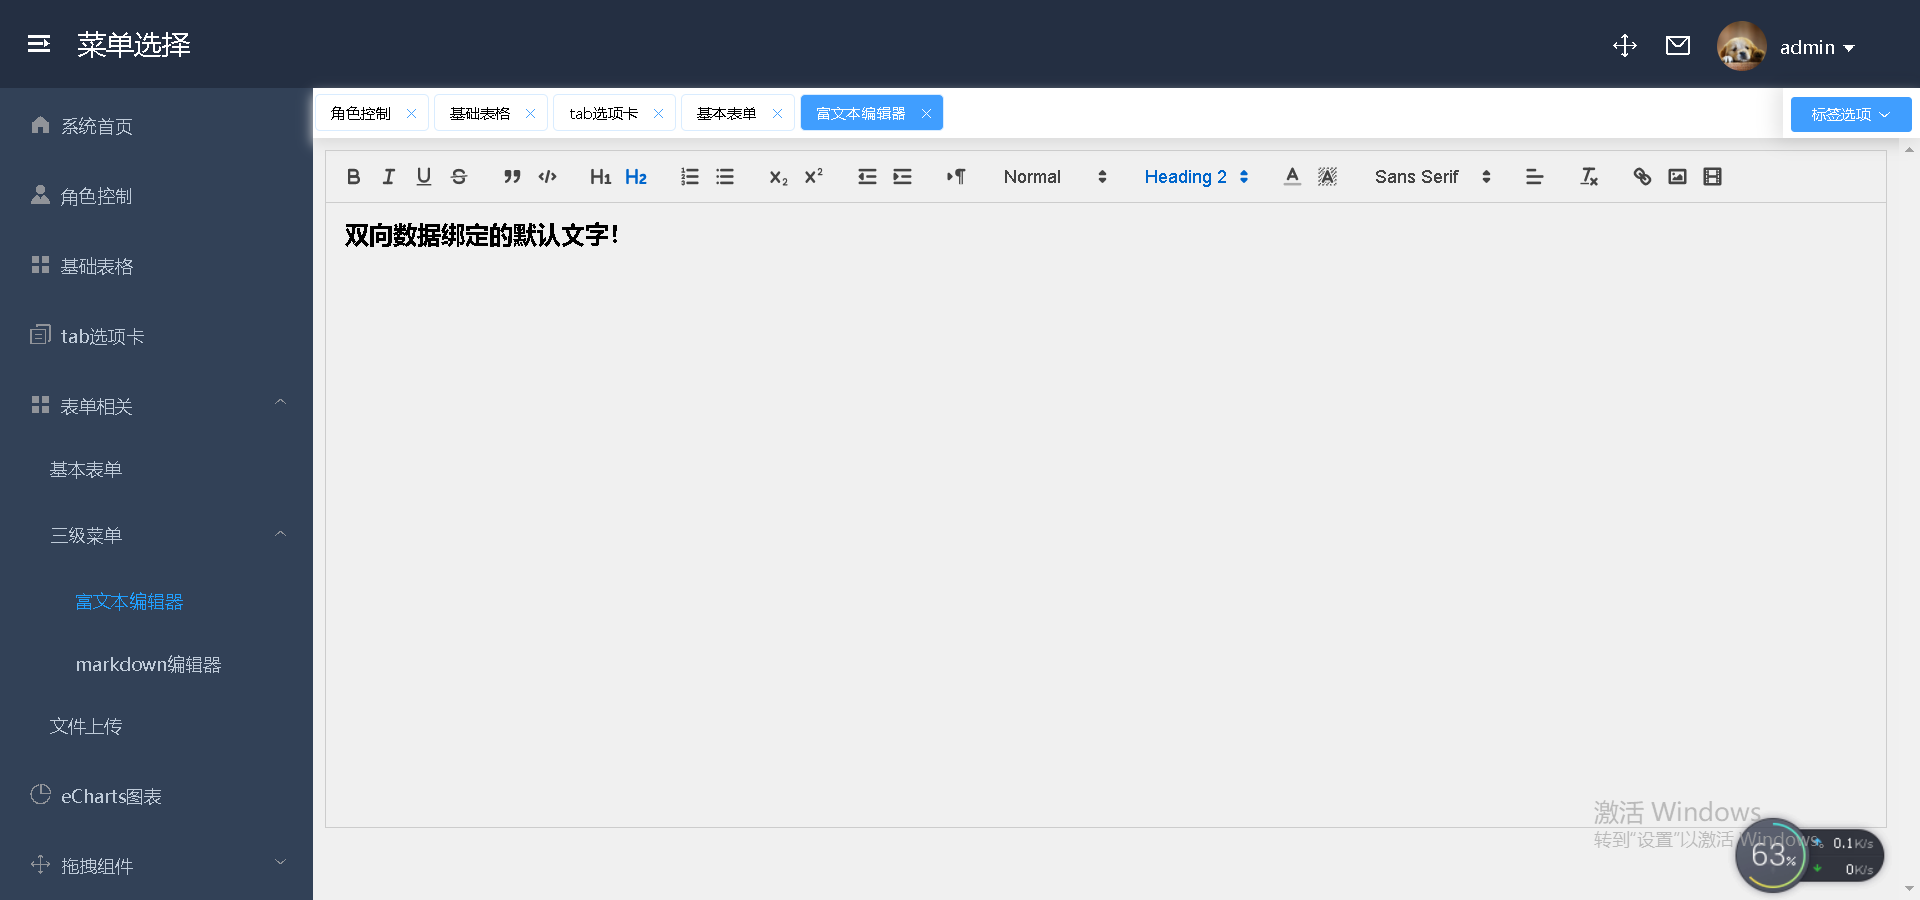 菜单选择
admin
角色控制
基础表格
tab选项卡
基本表单
富文本编辑器
标签选项
系统首页
角色控制
基础表格
tab选项卡
表单相关
基本表单
三级菜单
富文本编辑器
markdown编辑器
文件上传
eCharts图表
拖拽组件
B I U S H1 H2 X2 X2 Normal Heading 2 A A Sans Serif Tx
双向数据绑定的默认文字！
激活 Windows
转到“设置”以激活 Windows。
63%
0.1K/s
0K/s